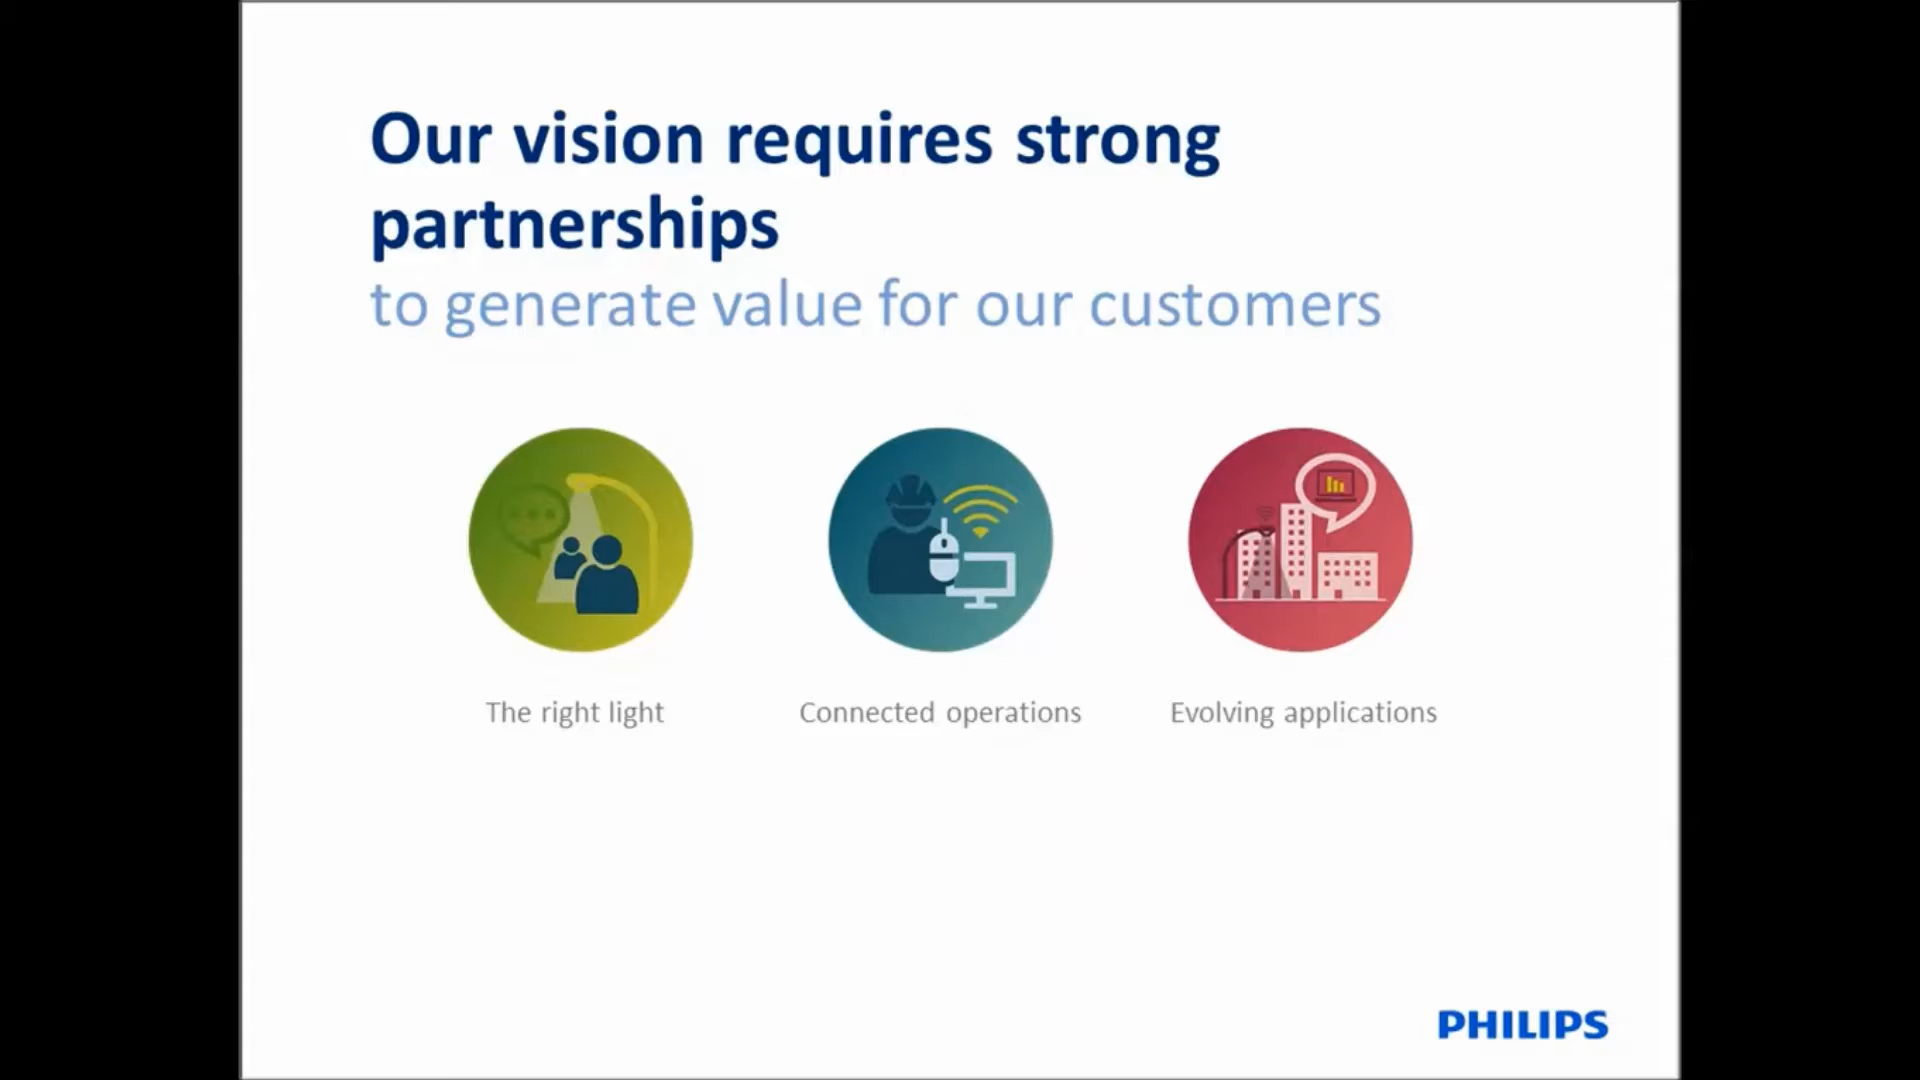 Our vision requires strong
partnerships
to generate value for our customers
The right light
Connected operations
Evolving applications
PHILIPS